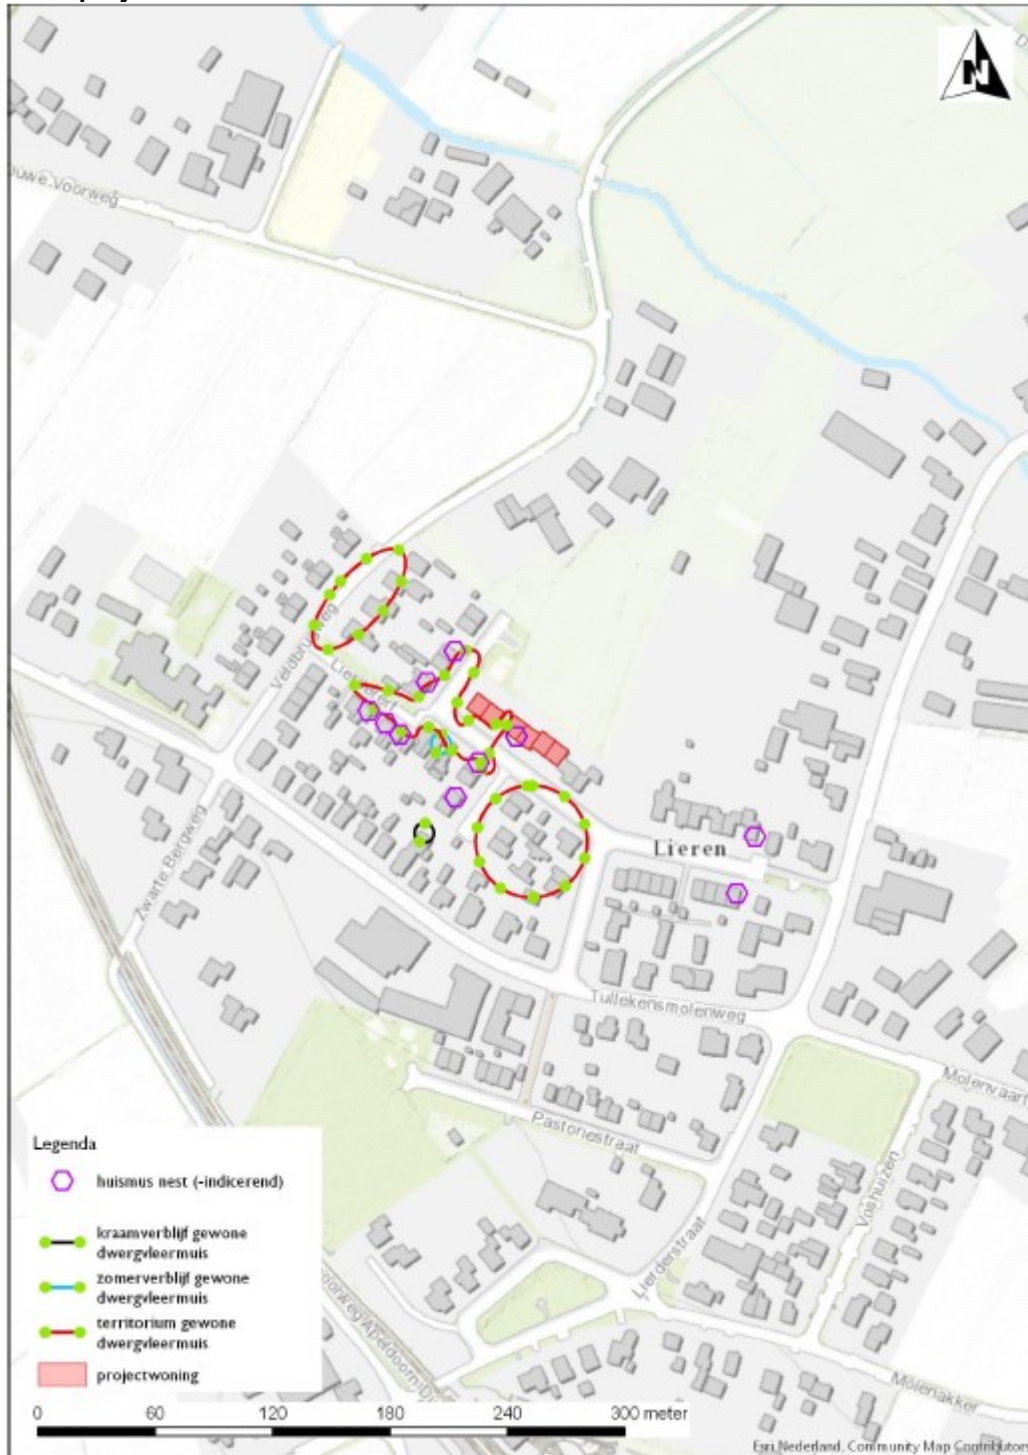 N
uwe Voorweg
Veldbruisweg
Zwarte Bergweg
Lieren
Tullekensmolenweg
Molenvaart
Pastoriestraat
Voshuizen
Lierderstraat
Molenakker
Legenda
huismus nest (-indicerend)
kraamverblijf gewone
dwergvleermuis
zomerverblijf gewone
dwergvleermuis
territorium gewone
dwergvleermuis
projectwoning
0 60 120 180 240 300 meter
Esri Nederland, Community Map Contributors